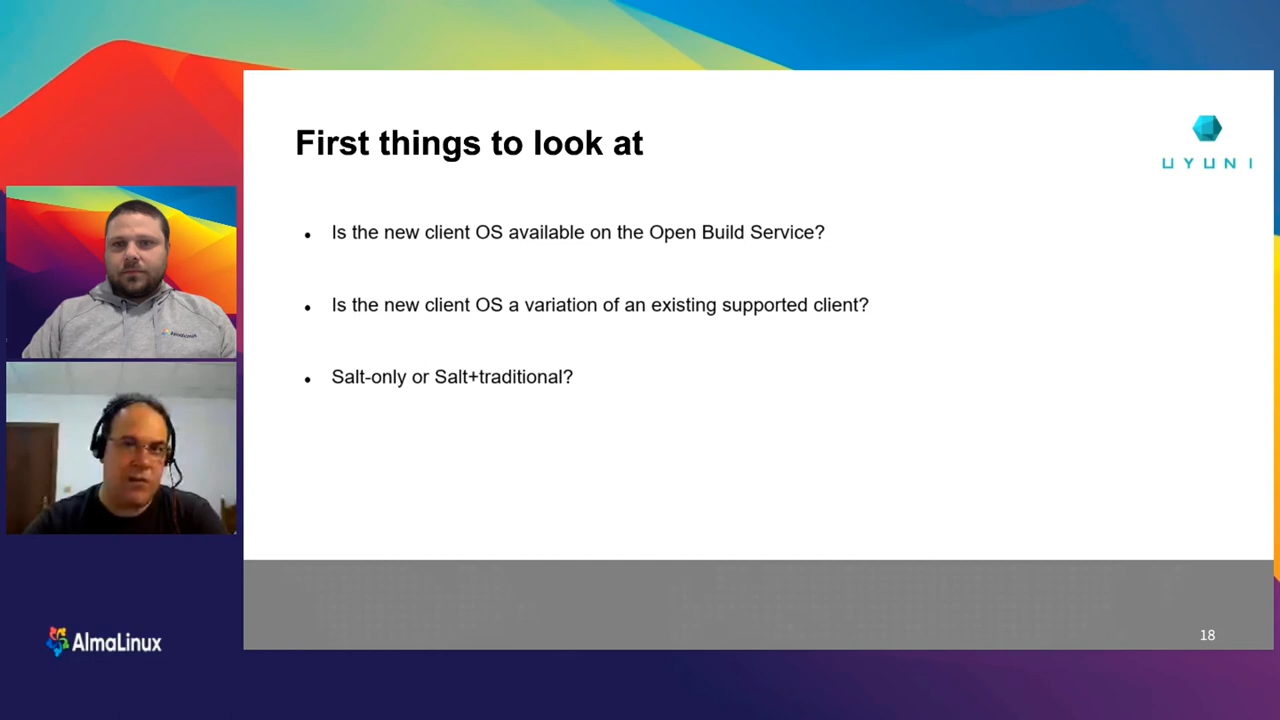 First things to look at
UYUNI
Is the new client OS available on the Open Build Service?
Is the new client OS a variation of an existing supported client?
Salt-only or Salt+traditional?
AlmaLinux
AlmaLinux
18